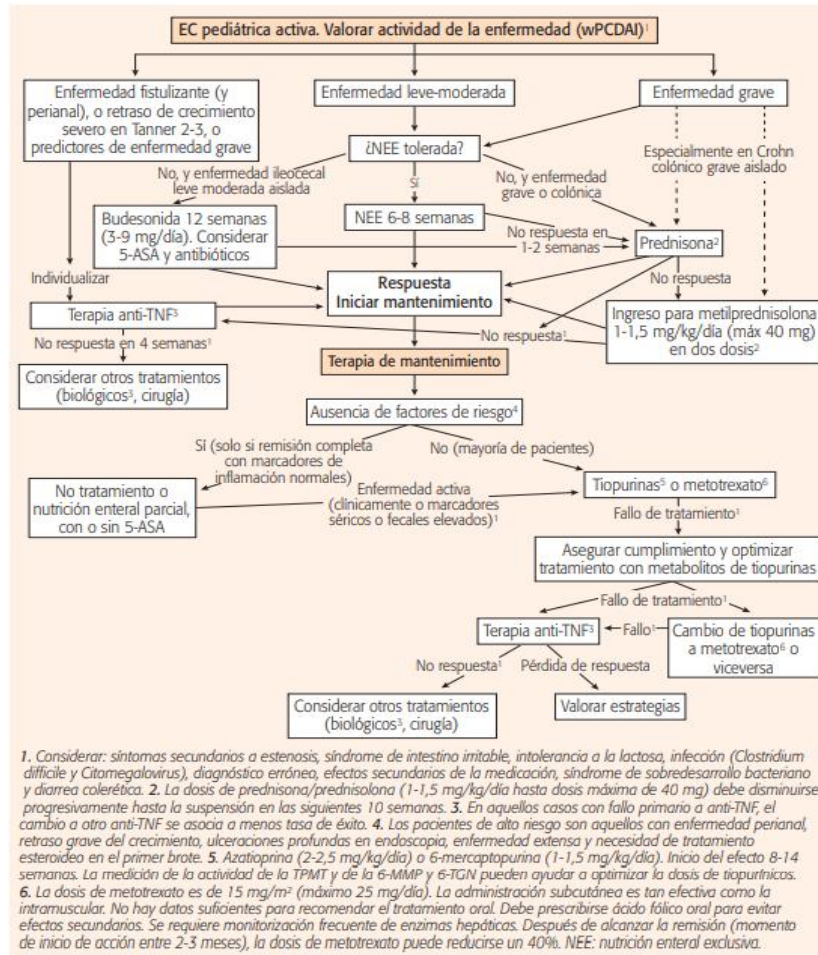 EC pediátrica activa. Valorar actividad de la enfermedad (wPCDAI)¹
Enfermedad fistulizante (y
perianal), o retraso de crecimiento
severo en Tanner 2-3, o
predictores de enfermedad grave
Enfermedad leve-moderada
Enfermedad grave
¿NEE tolerada?
Especialmente en Crohn
colónico grave aislado
No, y enfermedad ileocecal
leve moderada aislada
Sí
No, y enfermedad
grave o colónica
Budesonida 12 semanas
(3-9 mg/día). Considerar
5-ASA y antibióticos
NEE 6-8 semanas
No respuesta en
1-2 semanas
Prednisona²
Individualizar
Respuesta
Iniciar mantenimiento
No respuesta
Terapia anti-TNF³
No respuesta¹
Ingreso para metilprednisolona
1-1,5 mg/kg/día (máx 40 mg)
en dos dosis²
No respuesta en 4 semanas¹
Considerar otros tratamientos
(biológicos³, cirugía)
Terapia de mantenimiento
Ausencia de factores de riesgo⁴
Sí (solo si remisión completa
con marcadores de
inflamación normales)
No (mayoría de pacientes)
No tratamiento o
nutrición enteral parcial,
con o sin 5-ASA
Enfermedad activa
(clínicamente o marcadores
séricos o fecales elevados)¹
Tiopurinas⁵ o metotrexato⁶
Fallo de tratamiento¹
Asegurar cumplimiento y optimizar
tratamiento con metabolitos de tiopurinas
Fallo de tratamiento¹
Terapia anti-TNF³
Fallo¹
Cambio de tiopurinas
a metotrexato⁶ o
viceversa
No respuesta¹
Pérdida de respuesta
Considerar otros tratamientos
(biológicos³, cirugía)
Valorar estrategias
1. Considerar: síntomas secundarios a estenosis, síndrome de intestino irritable, intolerancia a la lactosa, infección (Clostridium
difficile y Citomegalovirus), diagnóstico erróneo, efectos secundarios de la medicación, síndrome de sobredesarrollo bacteriano
y diarrea colerética. 2. La dosis de prednisona/prednisolona (1-1,5 mg/kg/día hasta dosis máxima de 40 mg) debe disminuirse
progresivamente hasta la suspensión en las siguientes 10 semanas. 3. En aquellos casos con fallo primario a anti-TNF, el
cambio a otro anti-TNF se asocia a menos tasa de éxito. 4. Los pacientes de alto riesgo son aquellos con enfermedad perianal,
retraso grave del crecimiento, ulceraciones profundas en endoscopia, enfermedad extensa y necesidad de tratamiento
esteroideo en el primer brote. 5. Azatioprina (2-2,5 mg/kg/día) o 6-mercaptopurina (1-1,5 mg/kg/día). Inicio del efecto 8-14
semanas. La medición de la actividad de la TPMT y de la 6-MMP y 6-TGN pueden ayudar a optimizar la dosis de tiopurínicos.
6. La dosis de metotrexato es de 15 mg/m² (máximo 25 mg/día). La administración subcutánea es tan efectiva como la
intramuscular. No hay datos suficientes para recomendar el tratamiento oral. Debe prescribirse ácido fólico oral para evitar
efectos secundarios. Se requiere monitorización frecuente de enzimas hepáticas. Después de alcanzar la remisión (momento
de inicio de acción entre 2-3 meses), la dosis de metotrexato puede reducirse un 40%. NEE: nutrición enteral exclusiva.